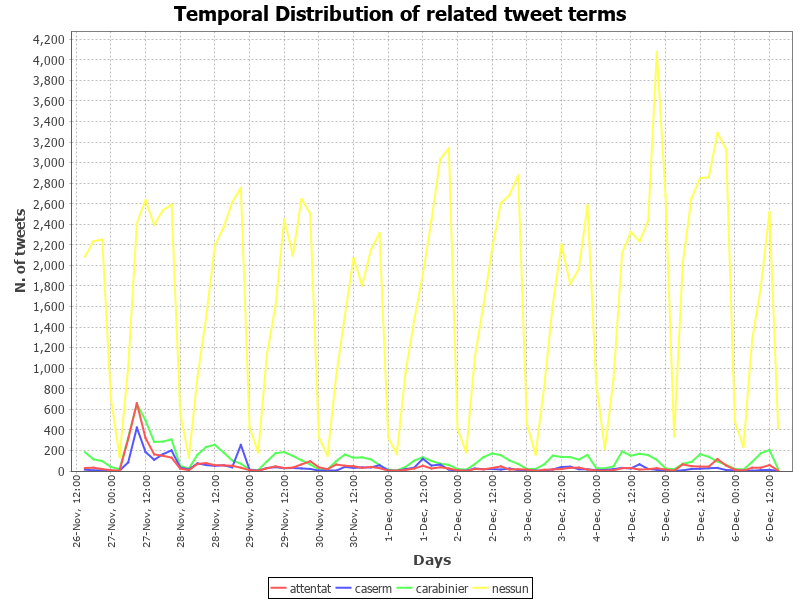 Temporal Distribution of related tweet terms
N. of tweets
4,200
4,000
3,800
3,600
3,400
3,200
3,000
2,800
2,600
2,400
2,200
2,000
1,800
1,600
1,400
1,200
1,000
800
600
400
200
0
26-Nov, 12:00
27-Nov, 00:00
27-Nov, 12:00
28-Nov, 00:00
28-Nov, 12:00
29-Nov, 00:00
29-Nov, 12:00
30-Nov, 00:00
30-Nov, 12:00
1-Dec, 00:00
1-Dec, 12:00
2-Dec, 00:00
2-Dec, 12:00
3-Dec, 00:00
3-Dec, 12:00
4-Dec, 00:00
4-Dec, 12:00
5-Dec, 00:00
5-Dec, 12:00
6-Dec, 00:00
6-Dec, 12:00
Days
attentat caserm carabinier nessun